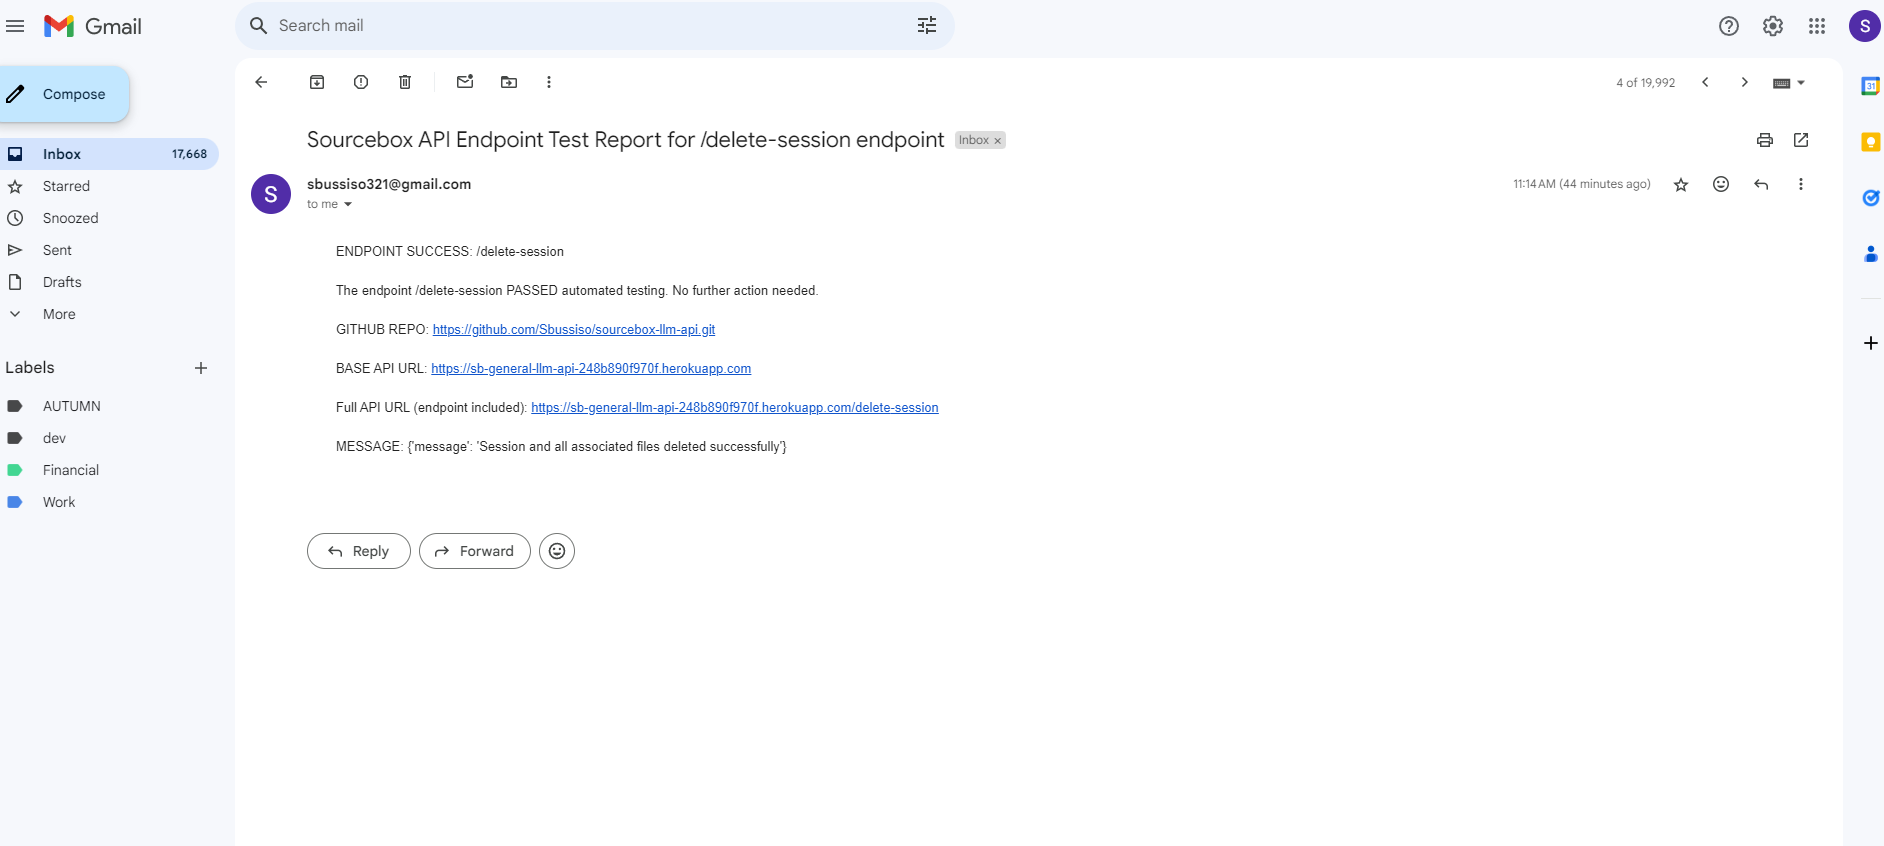 Gmail
Search mail
S
Compose
4 of 19,992
31
Sourcebox API Endpoint Test Report for /delete-session endpoint Inbox ×
Inbox 17,668
Starred
Snoozed
Sent
Drafts
More
Labels
AUTUMN
dev
Financial
Work
S
sbussiso321@gmail.com
11:14 AM (44 minutes ago)
to me
ENDPOINT SUCCESS: /delete-session
The endpoint /delete-session PASSED automated testing. No further action needed.
GITHUB REPO: https://github.com/Sbussiso/sourcebox-llm-api.git
BASE API URL: https://sb-general-llm-api-248b890f970f.herokuapp.com
Full API URL (endpoint included): https://sb-general-llm-api-248b890f970f.herokuapp.com/delete-session
MESSAGE: {'message': 'Session and all associated files deleted successfully'}
Reply
Forward